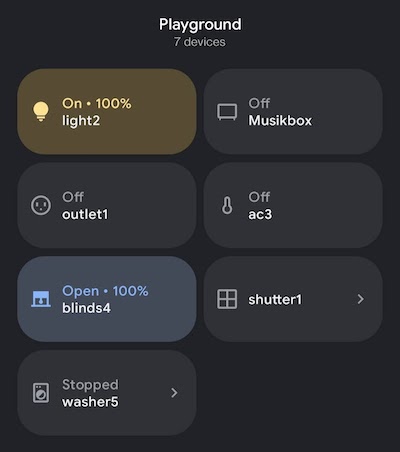 Playground
7 devices
On • 100%
light2
Off
Musikbox
Off
outlet1
Off
ac3
Open • 100%
blinds4
shutter1
Stopped
washer5